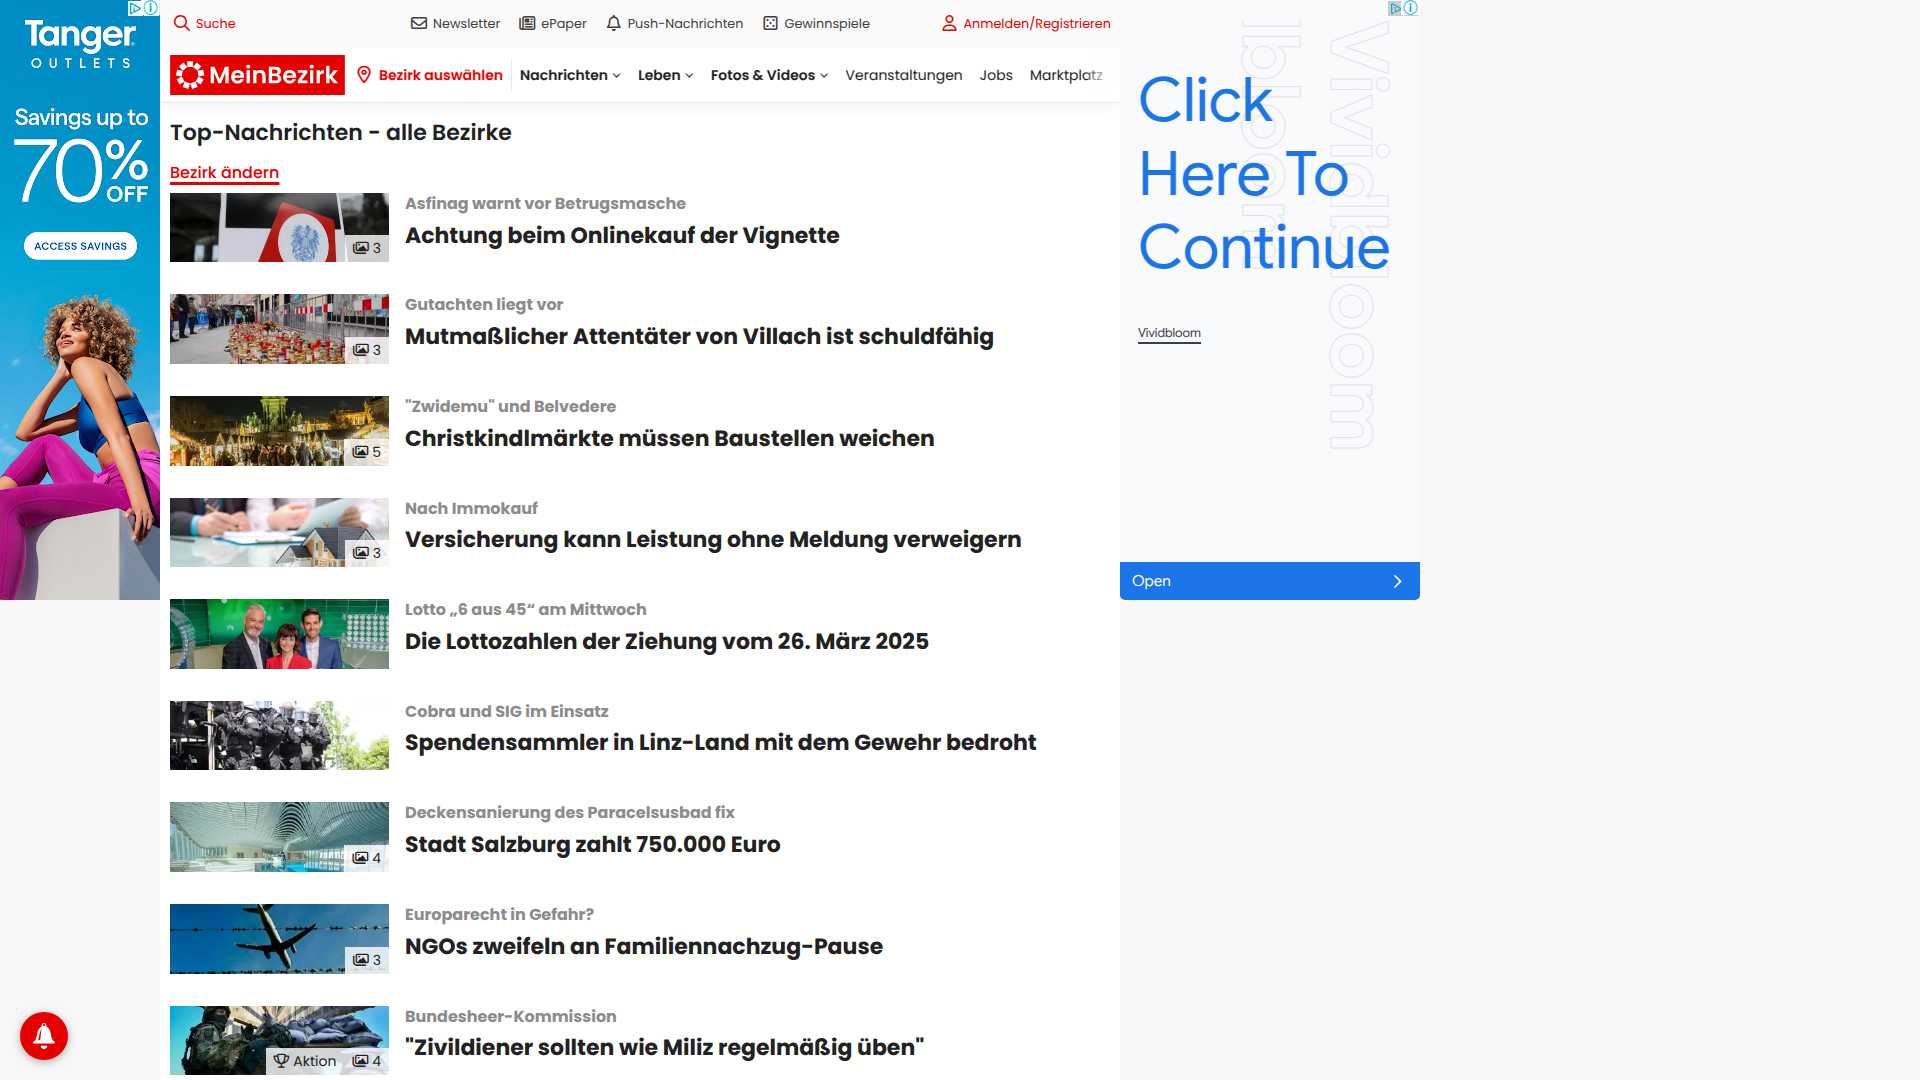 Tanger
OUTLETS
Savings up to
70%
OFF
ACCESS SAVINGS
Suche
Newsletter
ePaper
Push-Nachrichten
Gewinnspiele
Anmelden/Registrieren
MeinBezirk
Bezirk auswählen
Nachrichten
Leben
Fotos & Videos
Veranstaltungen
Jobs
Marktplatz
Top-Nachrichten - alle Bezirke
Bezirk ändern
3
Asfinag warnt vor Betrugsmasche
Achtung beim Onlinekauf der Vignette
3
Gutachten liegt vor
Mutmaßlicher Attentäter von Villach ist schuldfähig
5
"Zwidemu" und Belvedere
Christkindlmärkte müssen Baustellen weichen
3
Nach Immokauf
Versicherung kann Leistung ohne Meldung verweigern
Lotto „6 aus 45“ am Mittwoch
Die Lottozahlen der Ziehung vom 26. März 2025
Cobra und SIG im Einsatz
Spendensammler in Linz-Land mit dem Gewehr bedroht
4
Deckensanierung des Paracelsusbad fix
Stadt Salzburg zahlt 750.000 Euro
3
Europarecht in Gefahr?
NGOs zweifeln an Familiennachzug-Pause
Aktion
4
Bundesheer-Kommission
"Zivildiener sollten wie Miliz regelmäßig üben"
Click
Here To
Continue
Vividbloom
Vividbloom
Open